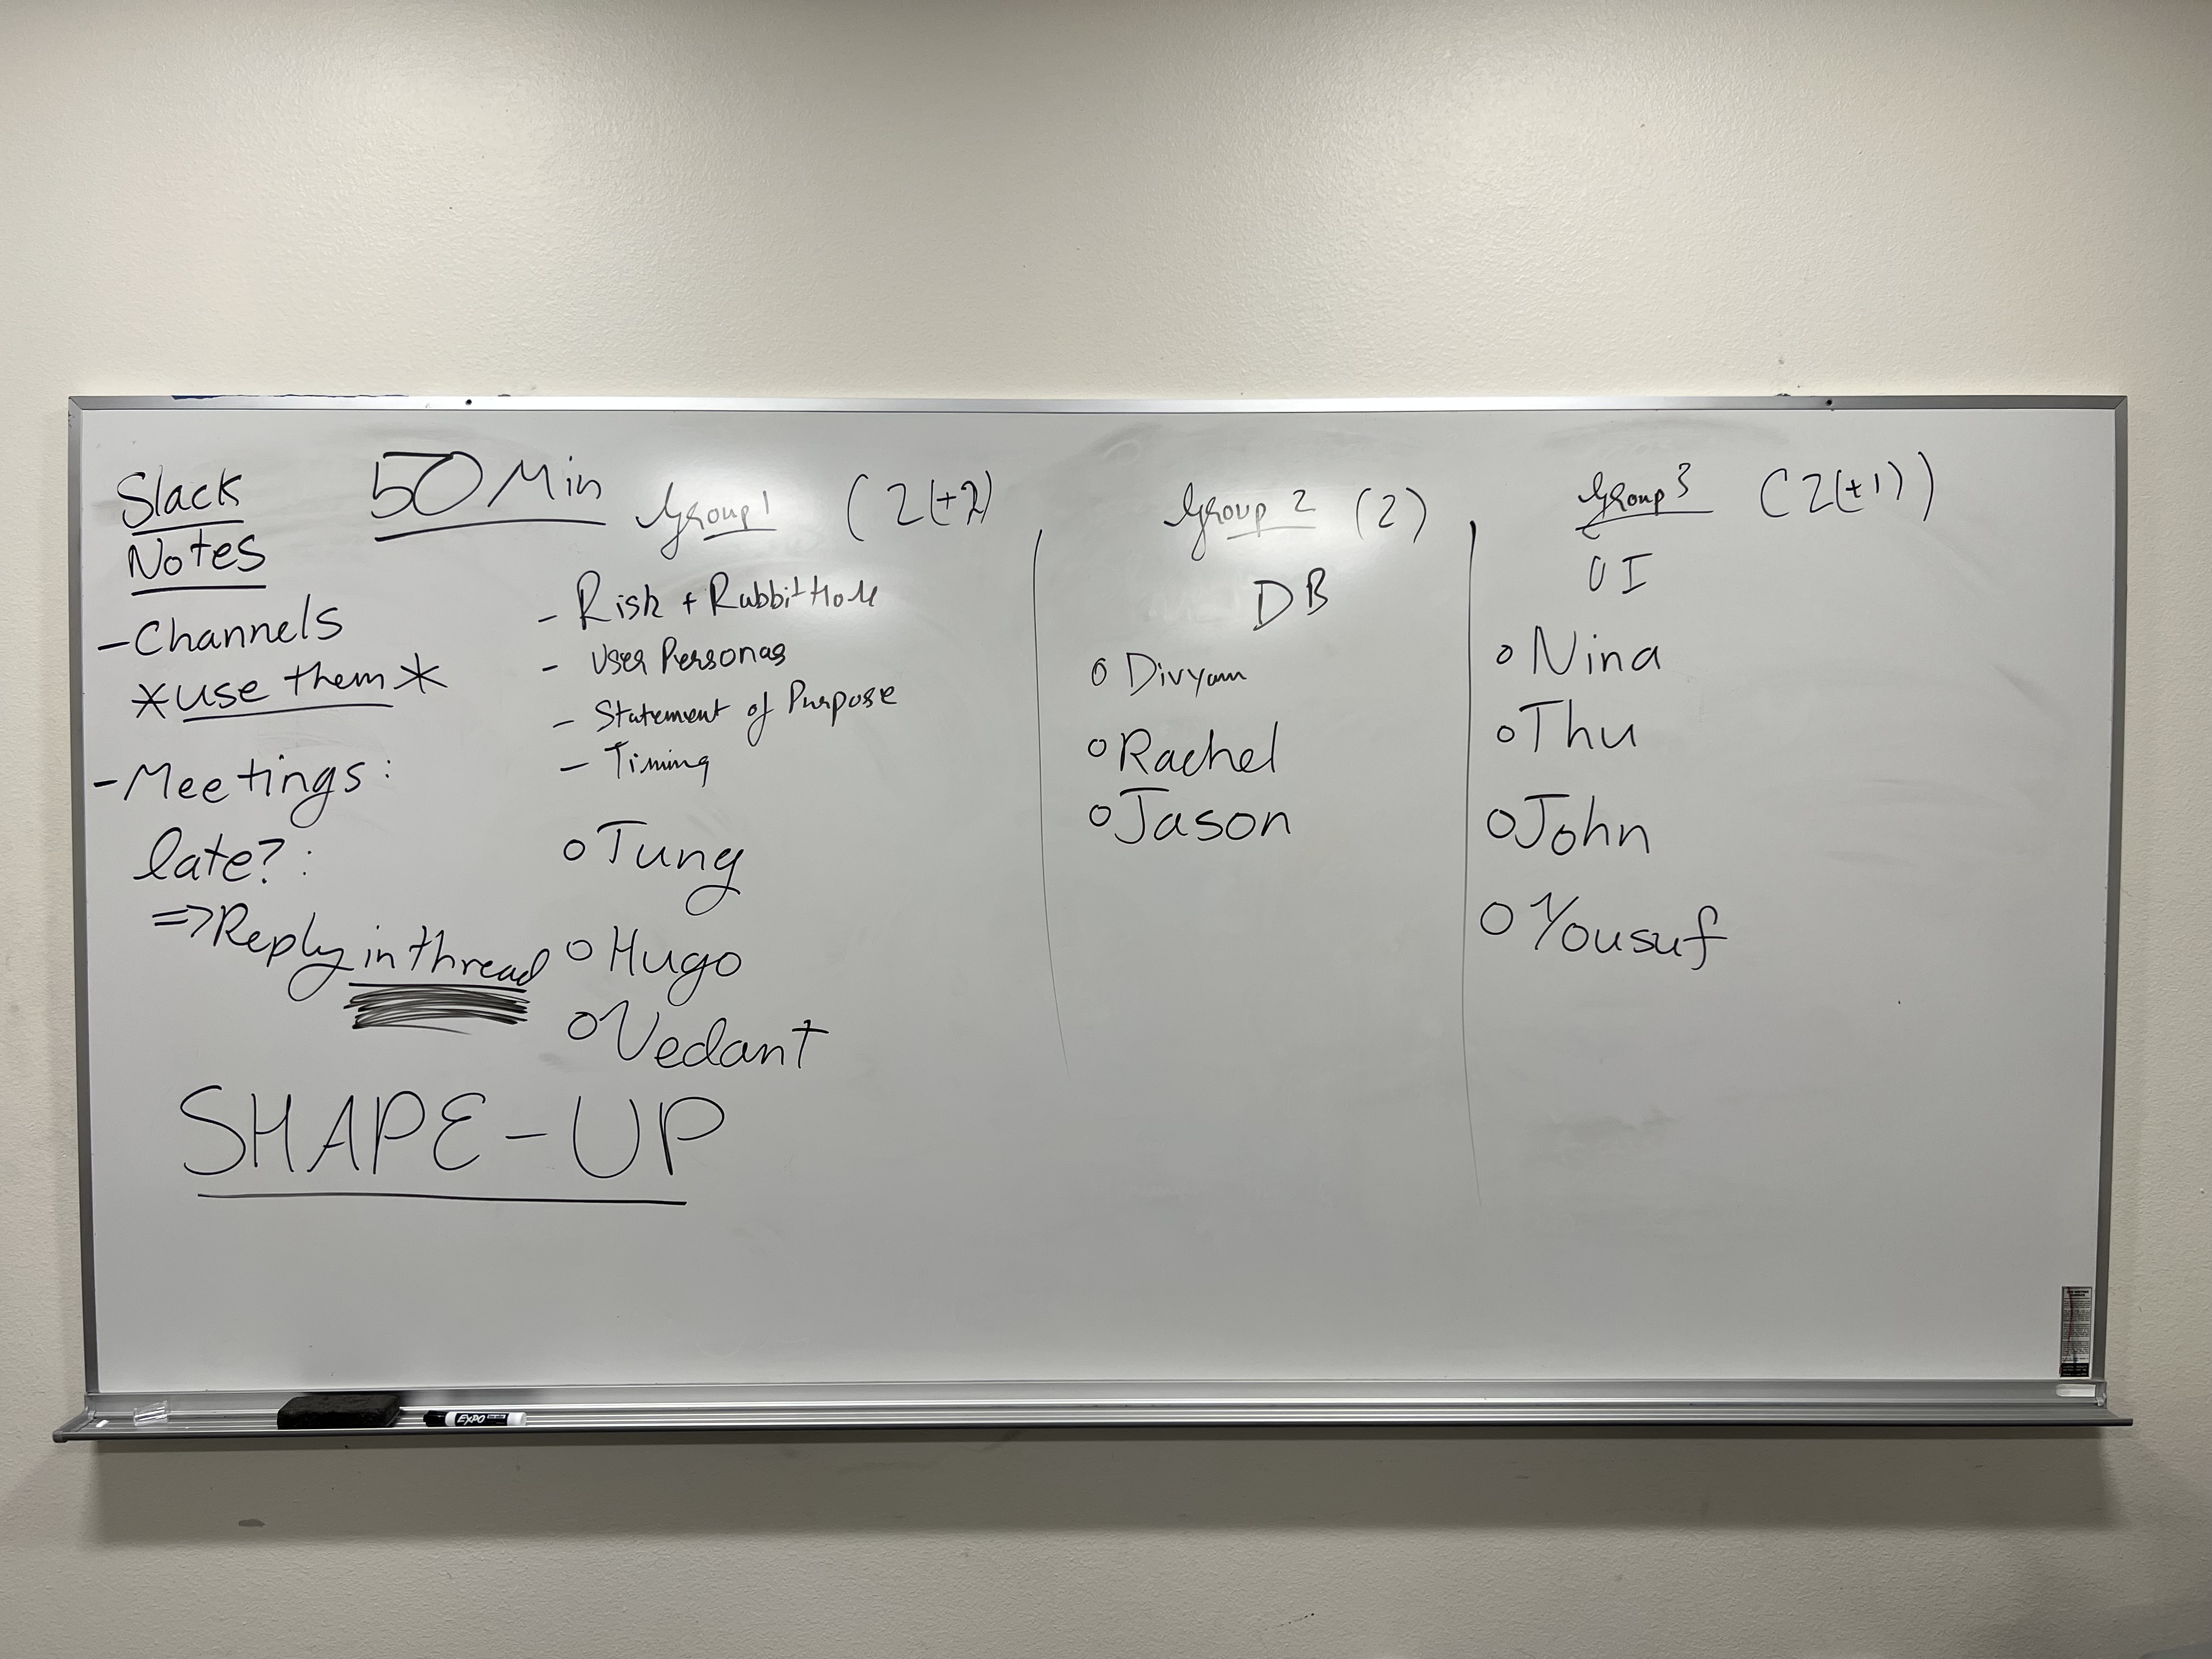 Slack
Notes
- Channels
*use them*
- Meetings:
late? :
=> Reply in thread
SHAPE-UP
50 Min
Group 1 (2(+2)
- Risk + Rabbit Hole
- User Personas
- Statement of Purpose
- Timing
o Tung
o Hugo
o Vedant
Group 2 (2)
DB
o Divyam
o Rachel
o Jason
Group 3 (2(+1))
UI
o Nina
o Thu
o John
o Yousuf
EXPO